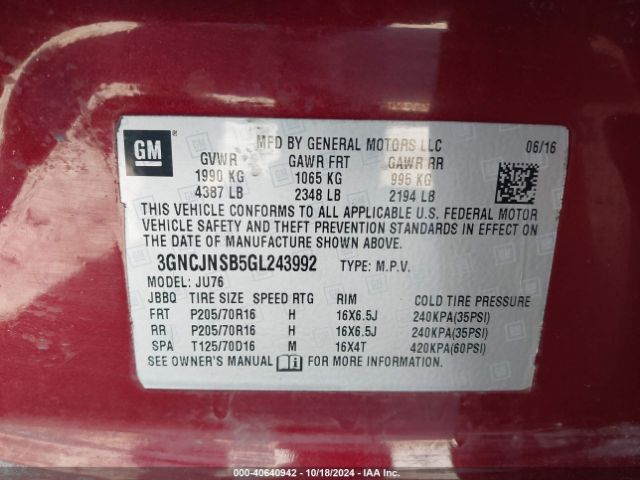 GM
®
MFD BY GENERAL MOTORS LLC 06/16
GVWR GAWR FRT GAWR RR
1990 KG 1065 KG 995 KG
4387 LB 2348 LB 2194 LB
THIS VEHICLE CONFORMS TO ALL APPLICABLE U.S. FEDERAL MOTOR
VEHICLE SAFETY AND THEFT PREVENTION STANDARDS IN EFFECT ON
THE DATE OF MANUFACTURE SHOWN ABOVE.
3GNCJNSB5GL243992 TYPE: M.P.V.
MODEL: JU76
JBBQ TIRE SIZE SPEED RTG RIM COLD TIRE PRESSURE
FRT P205/70R16 H 16X6.5J 240KPA(35PSI)
RR P205/70R16 H 16X6.5J 240KPA(35PSI)
SPA T125/70D16 M 16X4T 420KPA(60PSI)
SEE OWNER'S MANUAL FOR MORE INFORMATION
000-40640942 | 10/18/2024 | IAA Inc.